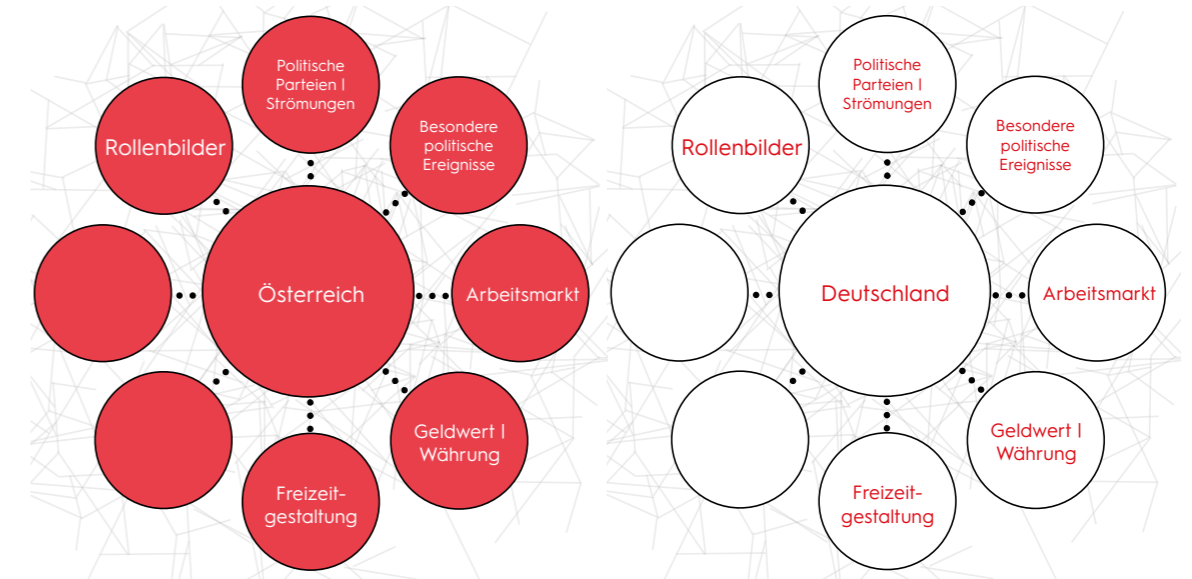 Politische
Parteien |
Strömungen
Besondere
politische
Ereignisse
Rollenbilder
Österreich
Arbeitsmarkt
Geldwert |
Währung
Freizeit-
gestaltung
Politische
Parteien |
Strömungen
Besondere
politische
Ereignisse
Rollenbilder
Deutschland
Arbeitsmarkt
Geldwert |
Währung
Freizeit-
gestaltung